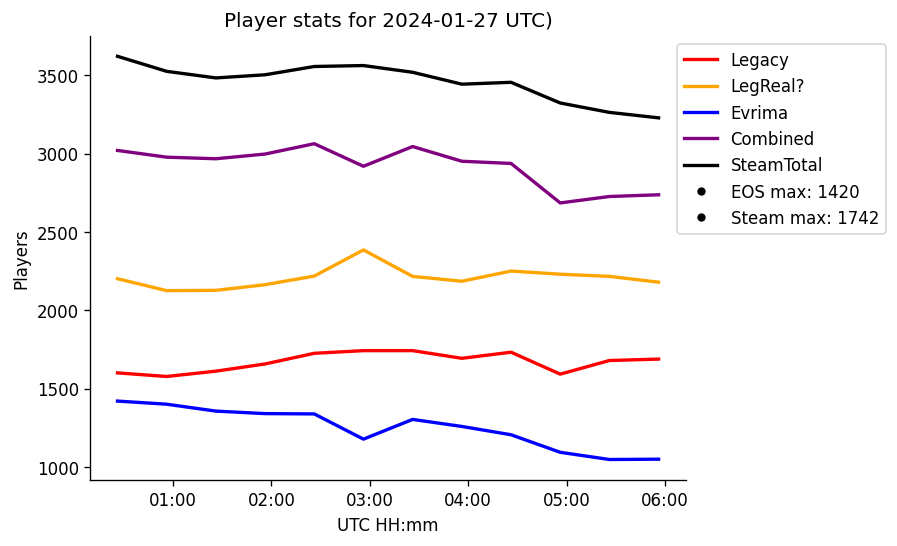 Player stats for 2024-01-27 UTC)
Legacy
LegReal?
Evrima
Combined
SteamTotal
EOS max: 1420
Steam max: 1742
Players
3500
3000
2500
2000
1500
1000
01:00
02:00
03:00
04:00
05:00
06:00
UTC HH:mm